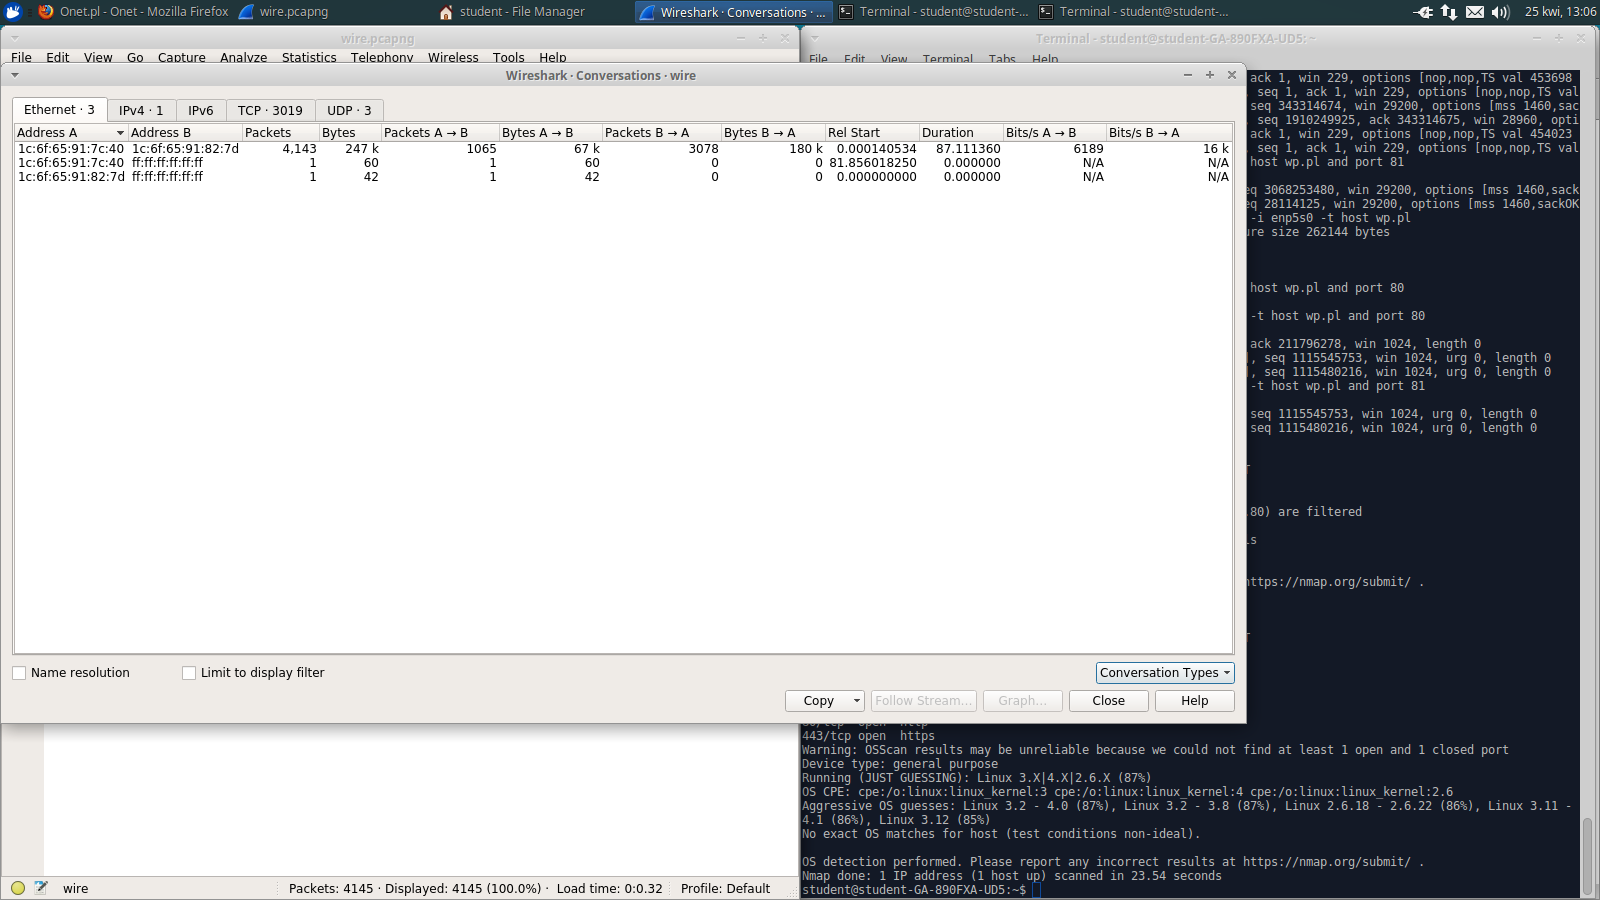 Onet.pl - Onet - Mozilla Firefox
wire.pcapng
student - File Manager
Wireshark · Conversations · ...
Terminal - student@student-...
Terminal - student@student-...
25 kwi, 13:06
wire.pcapng
File Edit View Go Capture Analyze Statistics Telephony Wireless Tools Help
Wireshark · Conversations · wire
Ethernet · 3 IPv4 · 1 IPv6 TCP · 3019 UDP · 3
Address A Address B Packets Bytes Packets A → B Bytes A → B Packets B → A Bytes B → A Rel Start Duration Bits/s A → B Bits/s B → A
1c:6f:65:91:7c:40 1c:6f:65:91:82:7d 4,143 247 k 1065 67 k 3078 180 k 0.000140534 87.111360 6189 16 k
1c:6f:65:91:7c:40 ff:ff:ff:ff:ff:ff 1 60 1 60 0 0 81.856018250 0.000000 N/A N/A
1c:6f:65:91:82:7d ff:ff:ff:ff:ff:ff 1 42 1 42 0 0 0.000000000 0.000000 N/A N/A
Name resolution
Limit to display filter
Conversation Types
Copy Follow Stream... Graph... Close Help
wire
Packets: 4145 · Displayed: 4145 (100.0%) · Load time: 0:0.32
Profile: Default
Terminal - student@student-GA-890FXA-UD5: ~
File Edit View Terminal Tabs Help
ack 1, win 229, options [nop,nop,TS val 453698
, seq 1, ack 1, win 229, options [nop,nop,TS val
seq 343314674, win 29200, options [mss 1460,sac
seq 1910249925, ack 343314675, win 28960, opti
ack 1, win 229, options [nop,nop,TS val 454023
, seq 1, ack 1, win 229, options [nop,nop,TS val
host wp.pl and port 81
eq 3068253480, win 29200, options [mss 1460,sack
eq 28114125, win 29200, options [mss 1460,sackOK
-i enp5s0 -t host wp.pl
ure size 262144 bytes
host wp.pl and port 80
-t host wp.pl and port 80
ack 211796278, win 1024, length 0
], seq 1115545753, win 1024, urg 0, length 0
], seq 1115480216, win 1024, urg 0, length 0
-t host wp.pl and port 81
seq 1115545753, win 1024, urg 0, length 0
seq 1115480216, win 1024, urg 0, length 0
80) are filtered
s
https://nmap.org/submit/ .
443/tcp open https
Warning: OSScan results may be unreliable because we could not find at least 1 open and 1 closed port
Device type: general purpose
Running (JUST GUESSING): Linux 3.X|4.X|2.6.X (87%)
OS CPE: cpe:/o:linux:linux_kernel:3 cpe:/o:linux:linux_kernel:4 cpe:/o:linux:linux_kernel:2.6
Aggressive OS guesses: Linux 3.2 - 4.0 (87%), Linux 3.2 - 3.8 (87%), Linux 2.6.18 - 2.6.22 (86%), Linux 3.11 -
4.1 (86%), Linux 3.12 (85%)
No exact OS matches for host (test conditions non-ideal).
OS detection performed. Please report any incorrect results at https://nmap.org/submit/ .
Nmap done: 1 IP address (1 host up) scanned in 23.54 seconds
student@student-GA-890FXA-UD5:~$